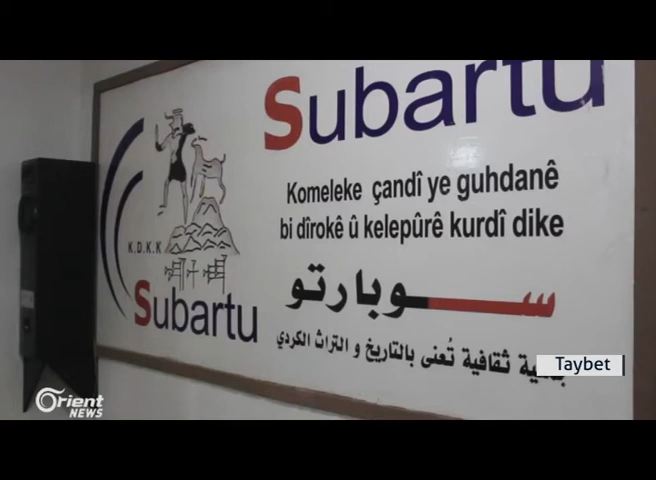 Subartu
Komeleke çandî ye guhdanê
bi dîrokê û kelepûrê kurdî dike
سوبارتو
ثقافية تُعنى بالتاريخ و التراث الكردي
K.D.K.K
Subartu
Taybet
Orient
NEWS